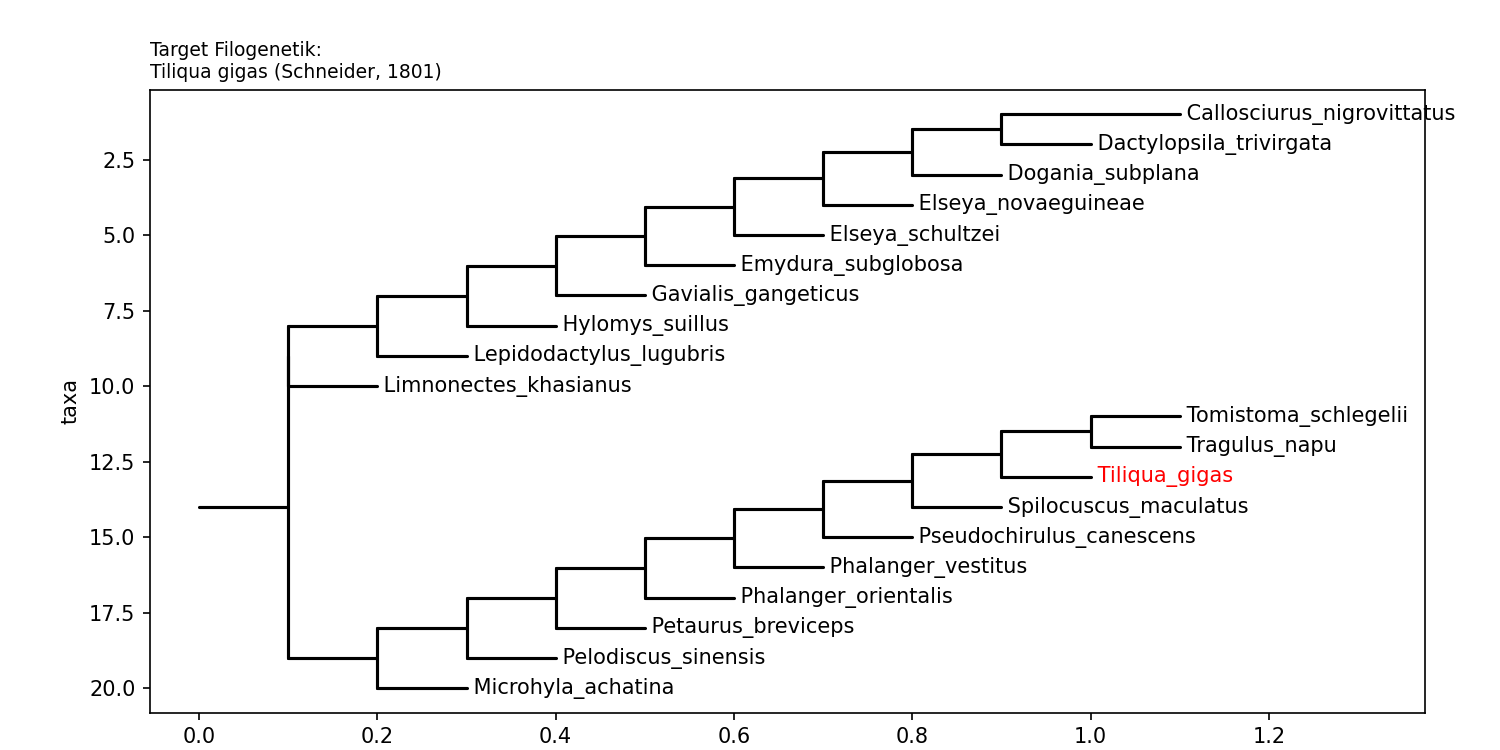 Target Filogenetik:
Tiliqua gigas (Schneider, 1801)
Callosciurus_nigrovittatus
Dactylopsila_trivirgata
2.5
Dogania_subplana
Elseya_novaeguineae
5.0
Elseya_schultzei
Emydura_subglobosa
Gavialis_gangeticus
7.5
Hylomys_suillus
Lepidodactylus_lugubris
10.0
Limnonectes_khasianus
taxa
Tomistoma_schlegelii
Tragulus_napu
12.5
Tiliqua_gigas
Spilocuscus_maculatus
15.0
Pseudochirulus_canescens
Phalanger_vestitus
Phalanger_orientalis
17.5
Petaurus_breviceps
Pelodiscus_sinensis
20.0
Microhyla_achatina
0.0 0.2 0.4 0.6 0.8 1.0 1.2